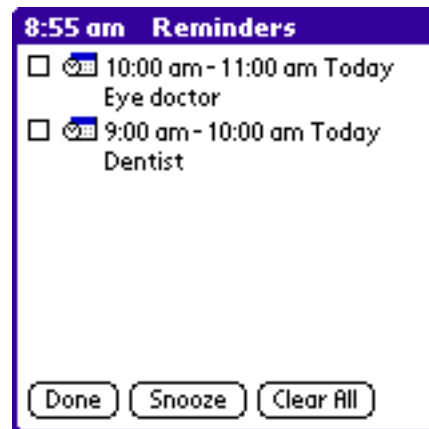 8:55 am Reminders
10:00 am - 11:00 am Today
Eye doctor
9:00 am - 10:00 am Today
Dentist
Done Snooze Clear All